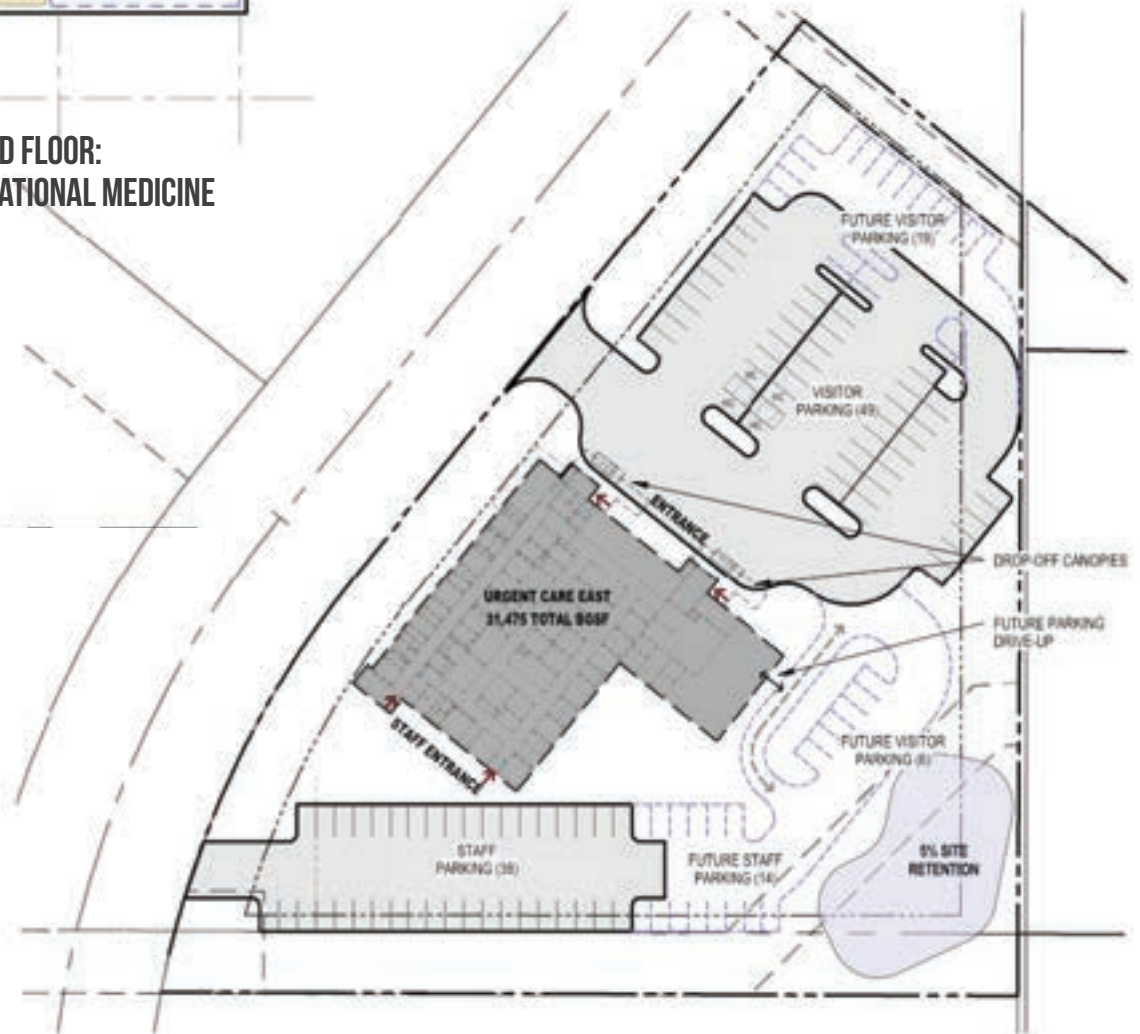 D FLOOR:
ATIONAL MEDICINE
FUTURE VISITOR
PARKING (19)
VISITOR
PARKING (49)
ENTRANCE
DROP-OFF CANOPIES
URGENT CARE EAST
31,475 TOTAL BGSF
FUTURE PARKING
DRIVE-UP
STAFF ENTRANCE
FUTURE VISITOR
PARKING (6)
STAFF
PARKING (38)
FUTURE STAFF
PARKING (14)
SITE
RETENTION